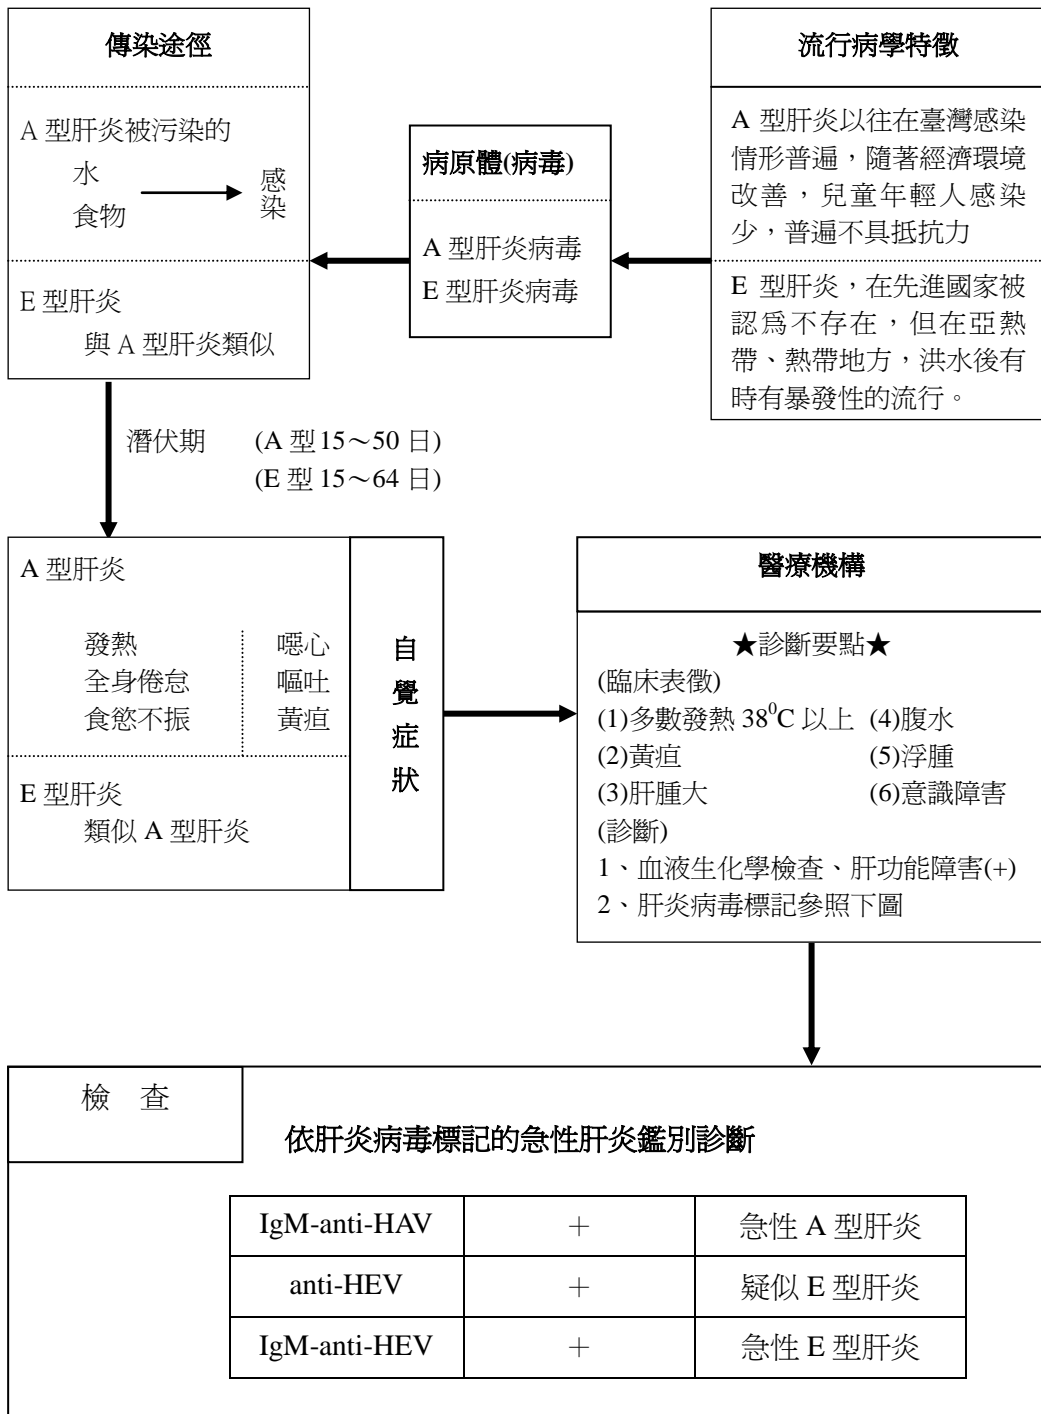 傳染途徑
A 型肝炎被污染的
水
食物
感染
E 型肝炎
與 A 型肝炎類似
病原體(病毒)
A 型肝炎病毒
E 型肝炎病毒
流行病學特徵
A 型肝炎以往在臺灣感染
情形普遍，隨著經濟環境
改善，兒童年輕人感染
少，普遍不具抵抗力
E 型肝炎，在先進國家被
認為不存在，但在亞熱
帶、熱帶地方，洪水後有
時有暴發性的流行。
潛伏期 (A 型 15～50 日)
(E 型 15～64 日)
A 型肝炎
發熱 噁心
全身倦怠 嘔吐
食慾不振 黃疸
E 型肝炎
類似 A 型肝炎
自覺症狀
醫療機構
★診斷要點★
(臨床表徵)
(1)多數發熱 38⁰C 以上 (4)腹水
(2)黃疸 (5)浮腫
(3)肝腫大 (6)意識障害
(診斷)
1、血液生化學檢查、肝功能障害(+)
2、肝炎病毒標記參照下圖
檢 查
依肝炎病毒標記的急性肝炎鑑別診斷
IgM-anti-HAV ＋ 急性 A 型肝炎
anti-HEV ＋ 疑似 E 型肝炎
IgM-anti-HEV ＋ 急性 E 型肝炎